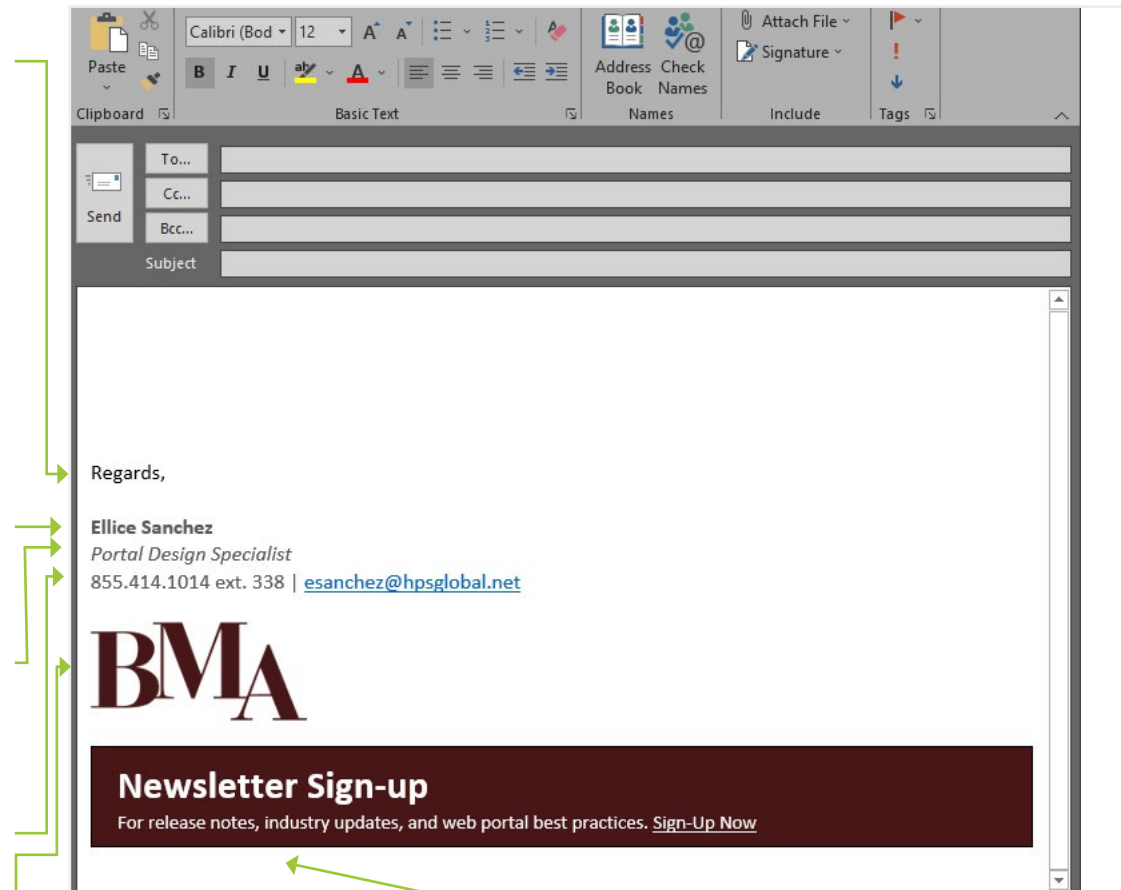 Calibri (Bod 12 A A
Attach File
Paste
B I U ab A
Address Book
Check Names
Signature
Clipboard
Basic Text
Names
Include
Tags
To...
Cc...
Send
Bcc...
Subject
Regards,
Ellice Sanchez
Portal Design Specialist
855.414.1014 ext. 338 | esanchez@hpsglobal.net
BMA
Newsletter Sign-up
For release notes, industry updates, and web portal best practices. Sign-Up Now